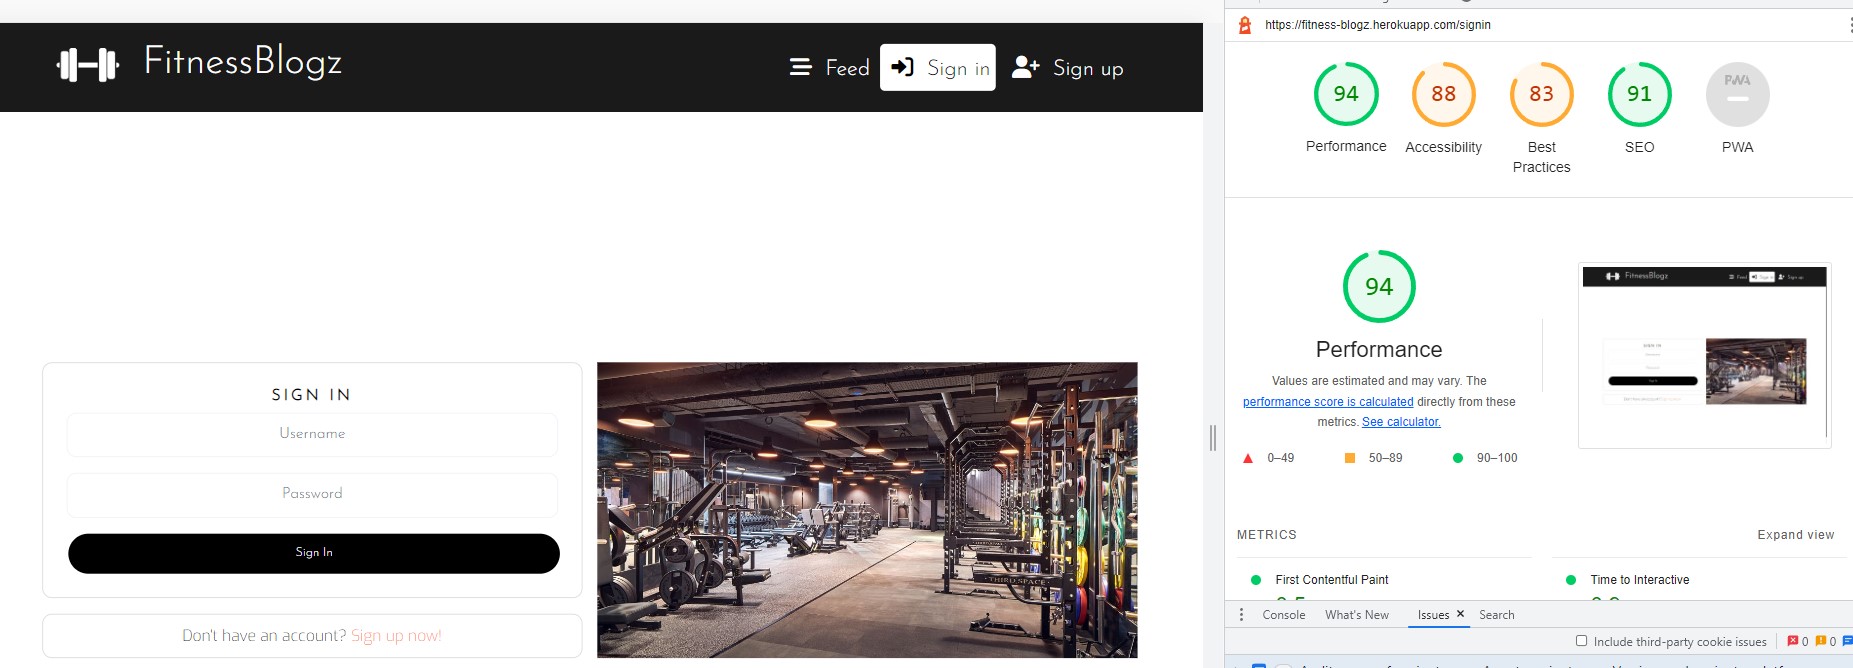 FitnessBlogz
Feed
Sign in
Sign up
SIGN IN
Username
Password
Sign In
Don't have an account? Sign up now!
THIRD SPACE
https://fitness-blogz.herokuapp.com/signin
94
88
83
91
PWA
Performance
Accessibility
Best
Practices
SEO
PWA
94
Performance
Values are estimated and may vary. The
performance score is calculated directly from these
metrics. See calculator.
0–49
50–89
90–100
FitnessBlogz
METRICS
Expand view
First Contentful Paint
Time to Interactive
Console
What's New
Issues
Search
Include third-party cookie issues
0
0